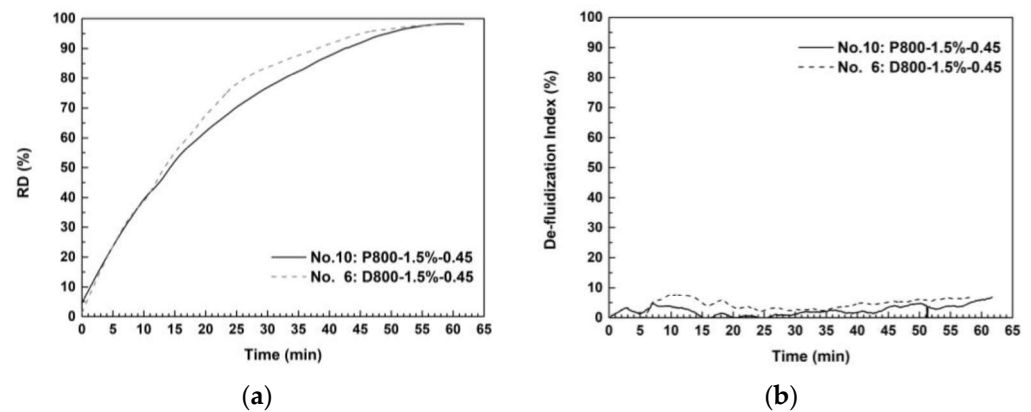 (a)
RD (%)
100
90
80
70
60
50
40
30
20
10
0
No.10: P800-1.5%-0.45
No. 6: D800-1.5%-0.45
0 5 10 15 20 25 30 35 40 45 50 55 60 65
Time (min)
(b)
De-fluidization Index (%)
100
90
80
70
60
50
40
30
20
10
0
No.10: P800-1.5%-0.45
No. 6: D800-1.5%-0.45
0 5 10 15 20 25 30 35 40 45 50 55 60 65
Time (min)
(a)
(b)